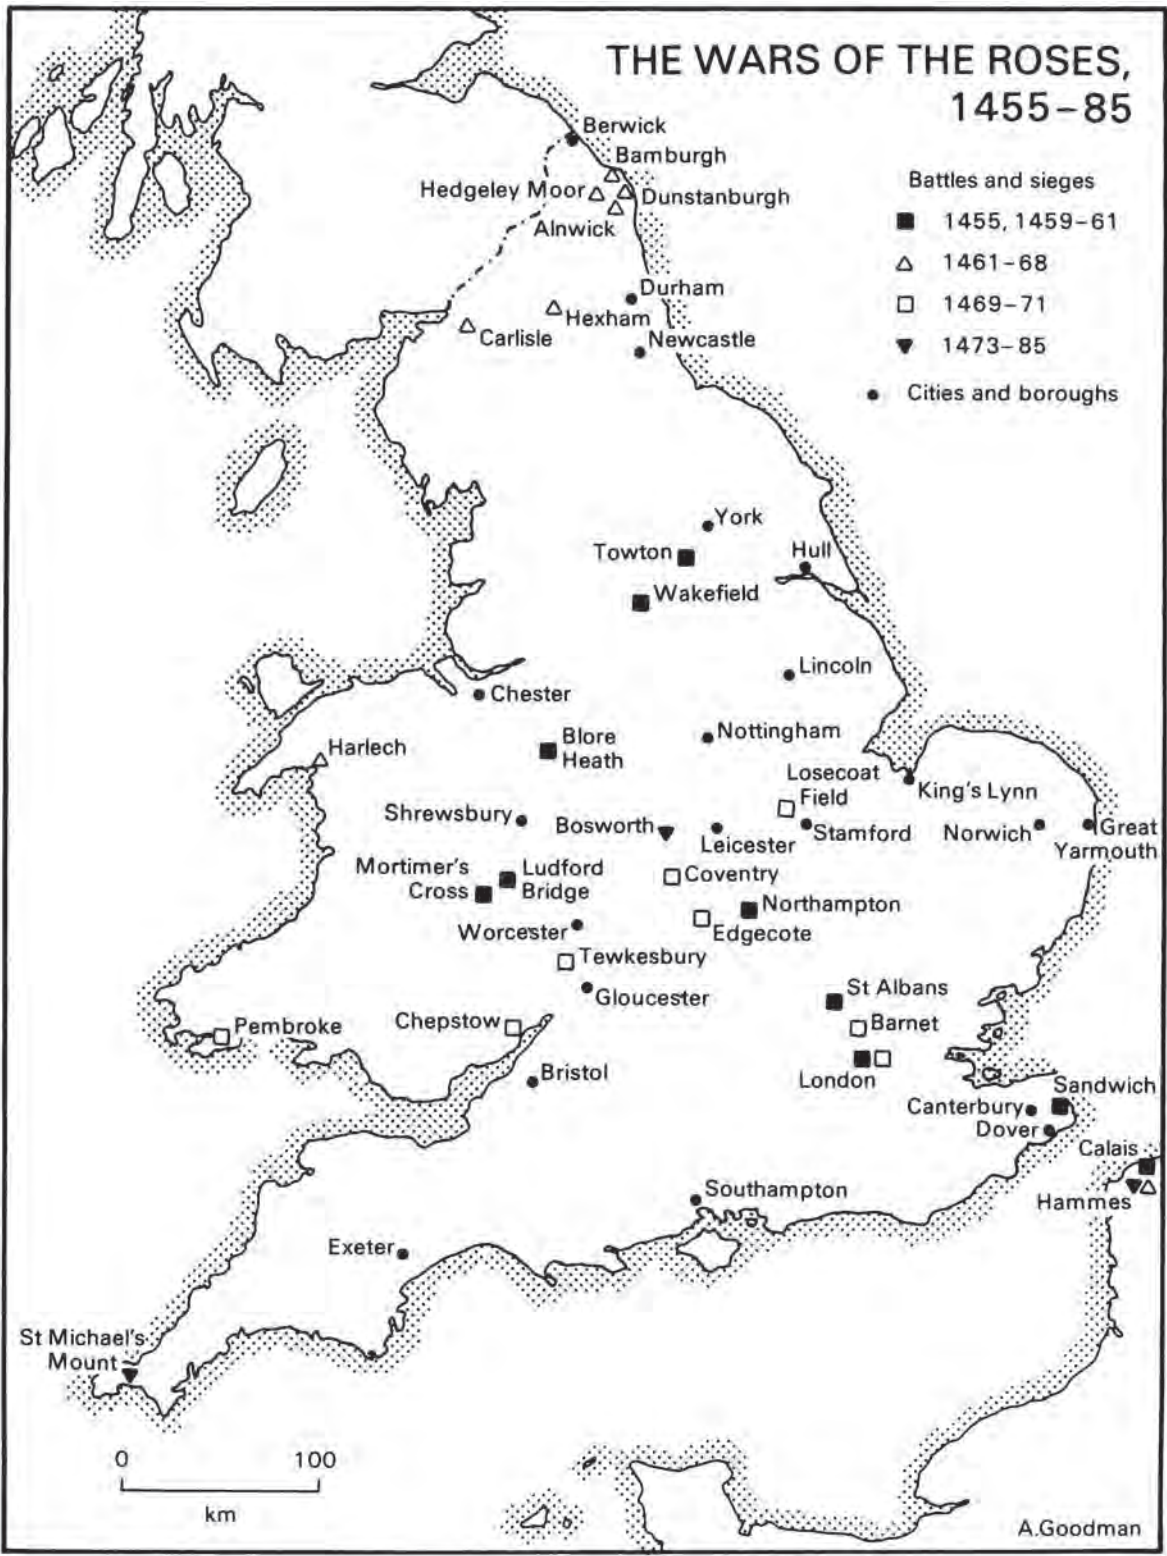 THE WARS OF THE ROSES,
1455–85
Battles and sieges
1455, 1459–61
1461–68
1469–71
1473–85
Cities and boroughs
Berwick
Bamburgh
Hedgeley Moor
Dunstanburgh
Alnwick
Durham
Hexham
Carlisle
Newcastle
York
Towton
Hull
Wakefield
Lincoln
Chester
Nottingham
Blore
Heath
Harlech
Losecoat
Field
King's Lynn
Shrewsbury
Bosworth
Leicester
Stamford
Norwich
Great
Yarmouth
Mortimer's
Cross
Ludford
Bridge
Coventry
Northampton
Edgecote
Worcester
Tewkesbury
Gloucester
St Albans
Barnet
Pembroke
Chepstow
London
Bristol
Sandwich
Canterbury
Dover
Calais
Hammes
Southampton
Exeter
St Michael's
Mount
0 100
km
A.Goodman